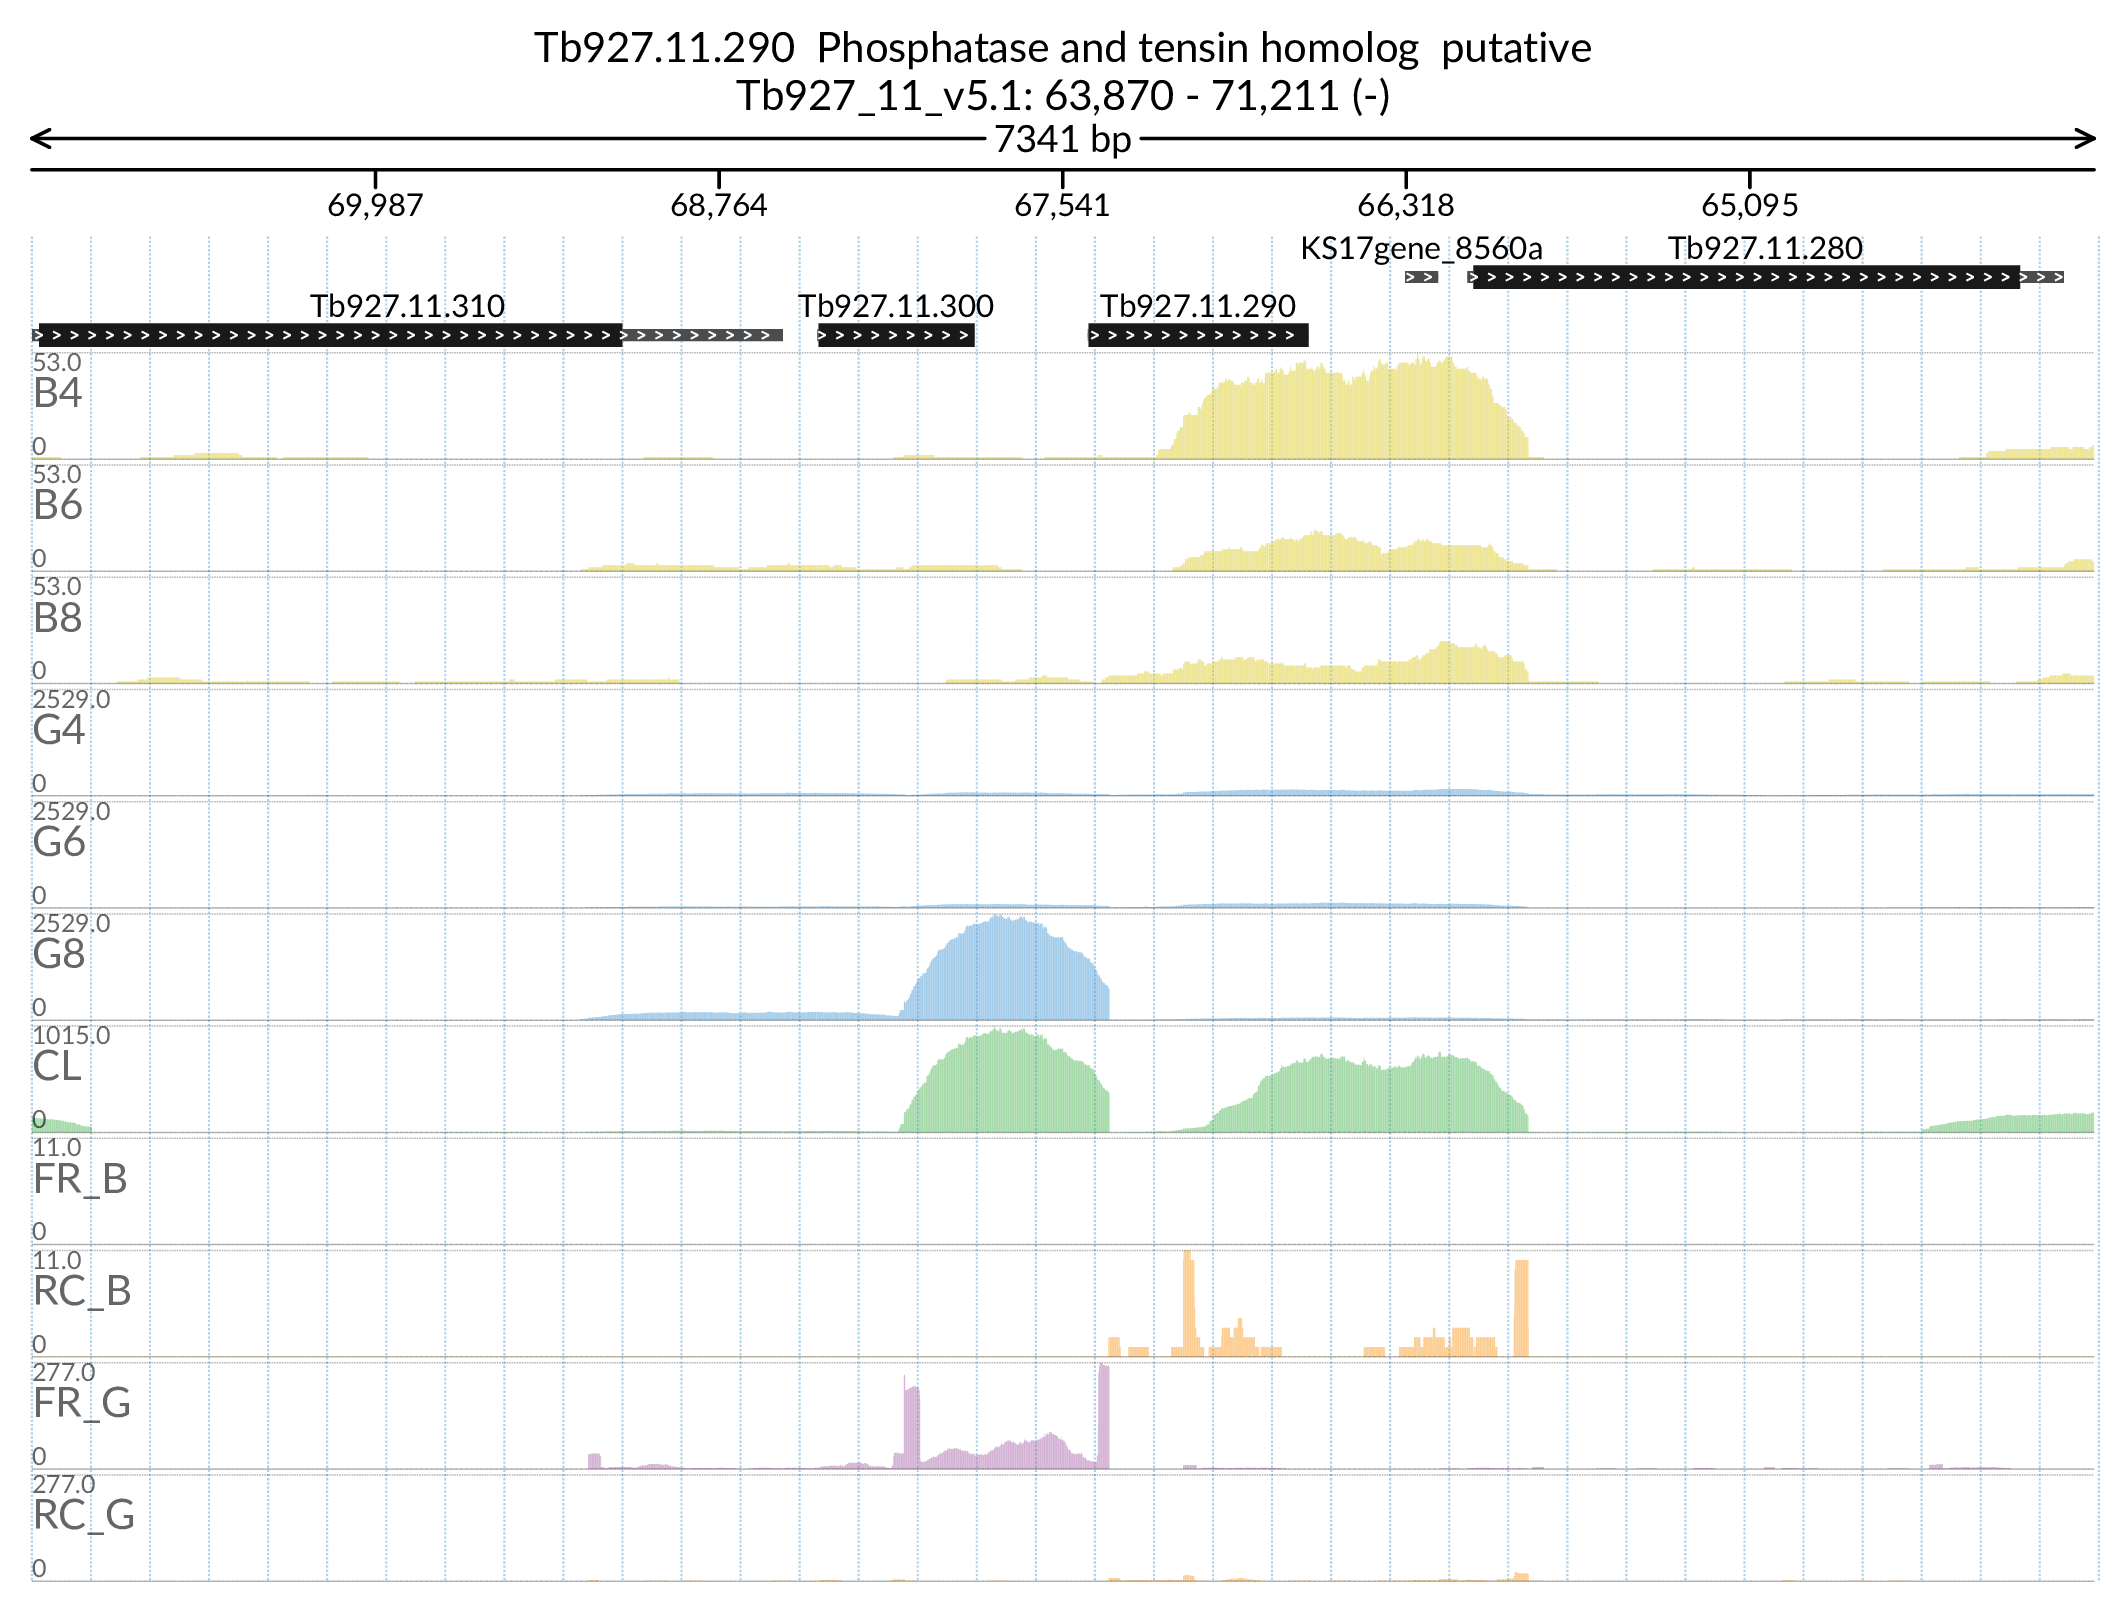 Tb927.11.290  Phosphatase and tensin homolog  putative
Tb927_11_v5.1: 63,870 - 71,211 (-)
7341 bp
69,987 68,764 67,541 66,318 65,095
KS17gene_8560a Tb927.11.280
Tb927.11.310 Tb927.11.300 Tb927.11.290
53.0
B4
0
53.0
B6
0
53.0
B8
0
2529.0
G4
0
2529.0
G6
0
2529.0
G8
0
1015.0
CL
0
11.0
FR_B
0
11.0
RC_B
0
277.0
FR_G
0
277.0
RC_G
0